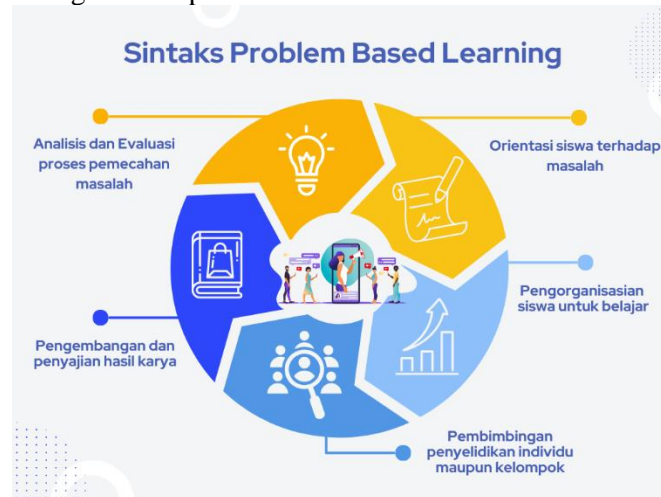 Sintaks Problem Based Learning
Analisis dan Evaluasi
proses pemecahan
masalah
Orientasi siswa terhadap
masalah
Pengorganisasian
siswa untuk belajar
Pengembangan dan
penyajian hasil karya
Pembimbingan
penyelidikan individu
maupun kelompok